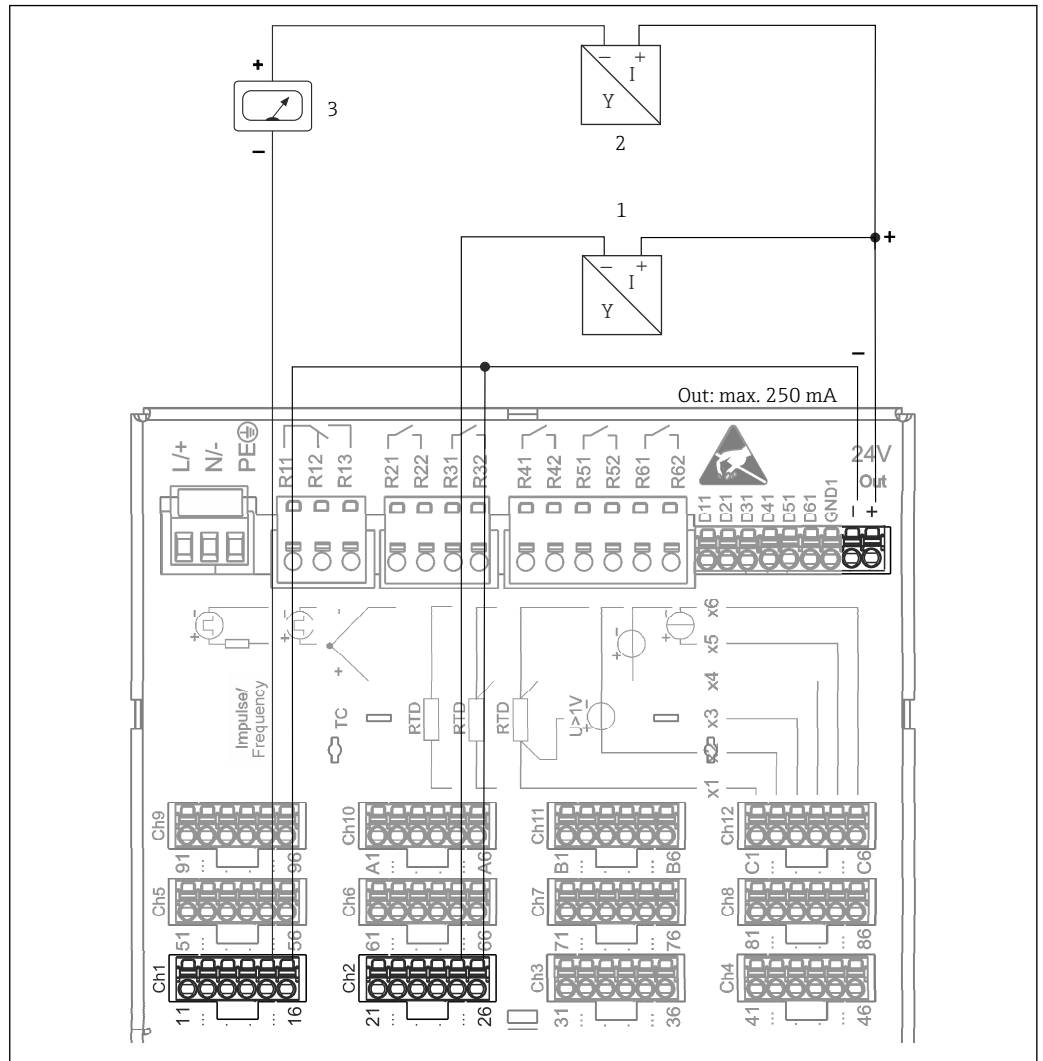 − +
I
Y
2
+
3
−
1
+
− +
I
Y
−
Out: max. 250 mA
L/+
N/-
PE
R11
R12
R13
R21
R22
R31
R32
R41
R42
R51
R52
R61
R62
24V
Out
D11
D21
D31
D41
D51
D61
GND1
− +
+ -
+ -
+
+ -
+ -
x6
x5
x4
x3
x2
x1
Impulse/
Frequency
TC
RTD
RTD
RTD
U>1V
+ -
Ch9
91 ... . ... 96
Ch10
A1 ... . ... A6
Ch11
B1 ... . ... B6
Ch12
C1 ... . ... C6
Ch5
51 ... . ... 56
Ch6
61 ... . ... 66
Ch7
71 ... . ... 76
Ch8
81 ... . ... 86
Ch1
11 ... . ... 16
Ch2
21 ... . ... 26
Ch3
31 ... . ... 36
Ch4
41 ... . ... 46